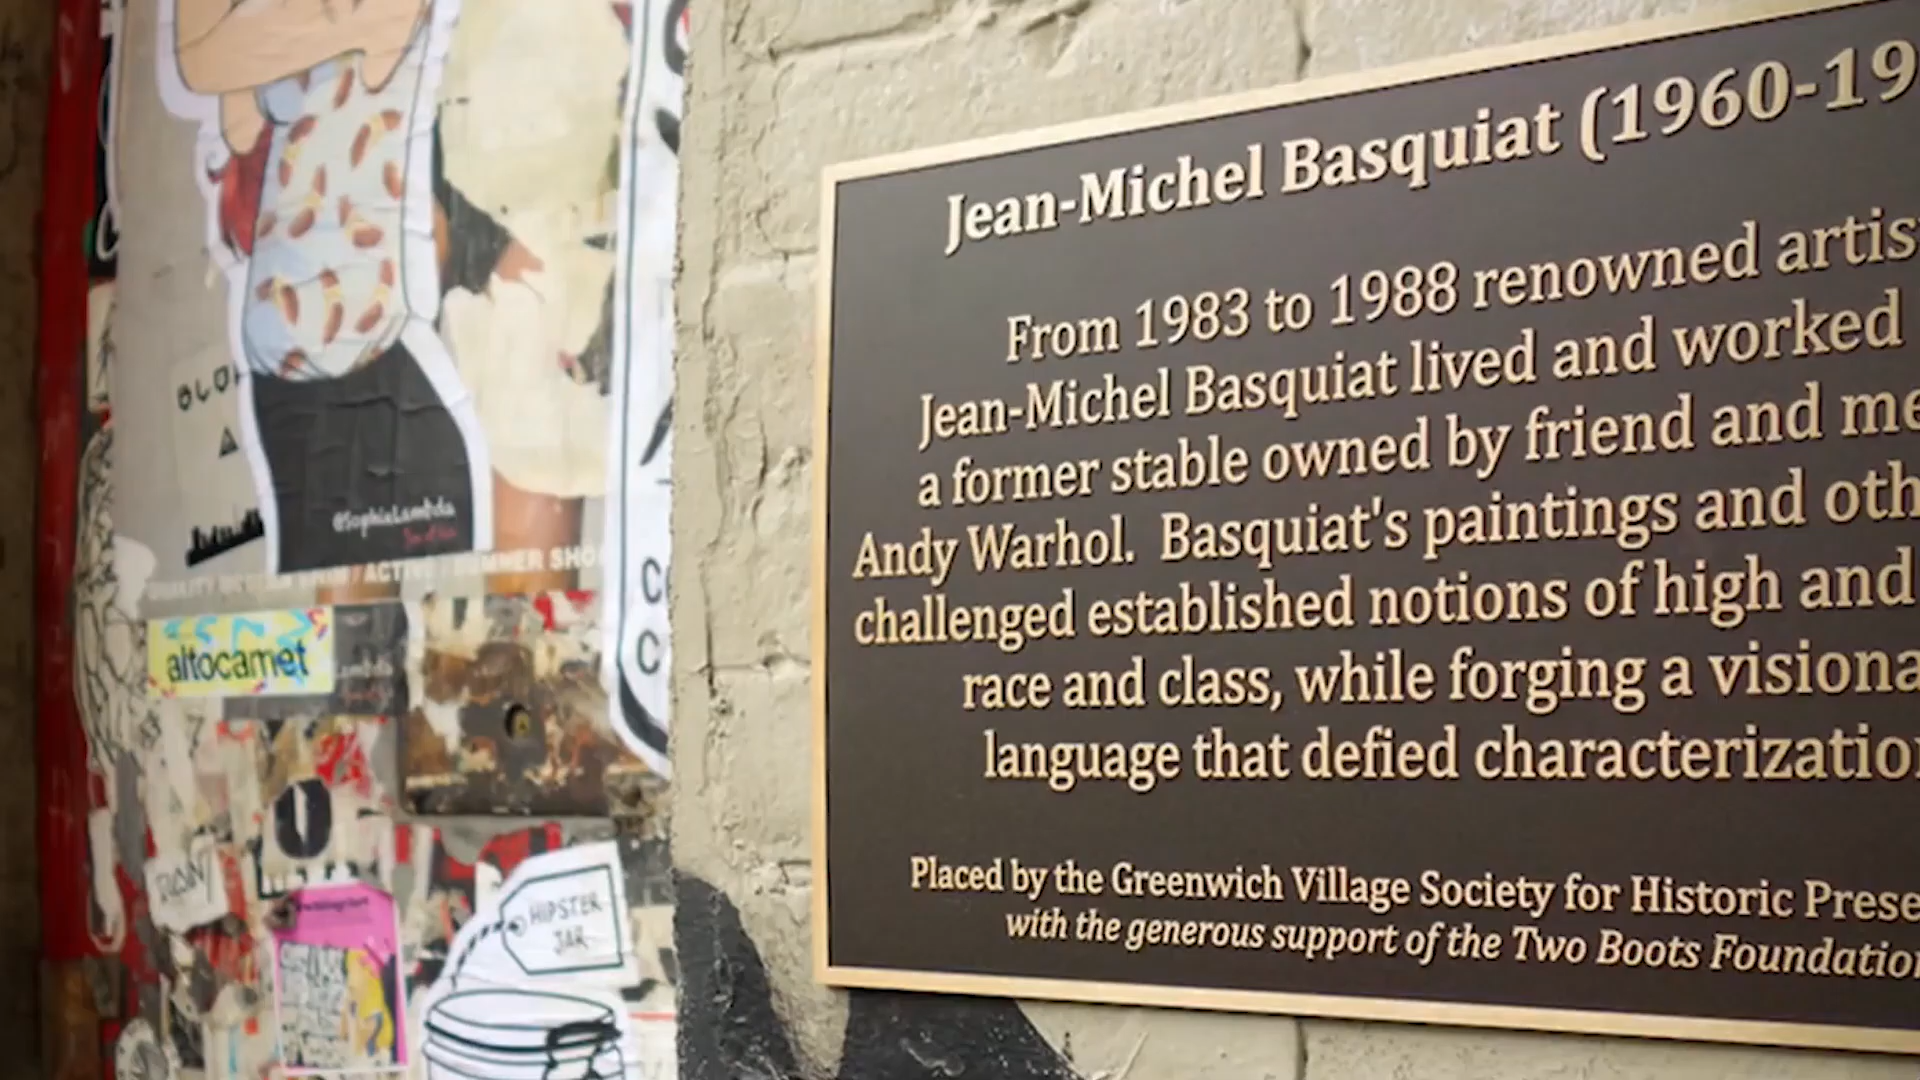 Jean-Michel Basquiat (1960-19
From 1983 to 1988 renowned artis
Jean-Michel Basquiat lived and worked
a former stable owned by friend and me
Andy Warhol. Basquiat's paintings and oth
challenged established notions of high and
race and class, while forging a visiona
language that defied characterizatio
Placed by the Greenwich Village Society for Historic Prese
with the generous support of the Two Boots Foundatio
@SophieLambda
ACTIVE / SUMMER SHO
altocamet
HIPSTER
JAR